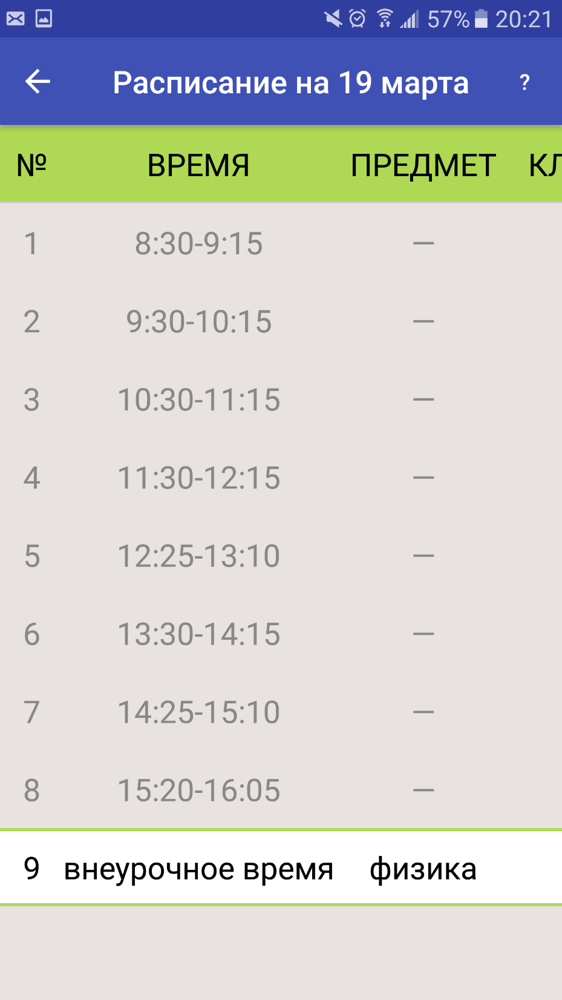 57% 20:21
Расписание на 19 марта ?
№ ВРЕМЯ ПРЕДМЕТ КЛ
1 8:30-9:15 —
2 9:30-10:15 —
3 10:30-11:15 —
4 11:30-12:15 —
5 12:25-13:10 —
6 13:30-14:15 —
7 14:25-15:10 —
8 15:20-16:05 —
9 внеурочное время физика